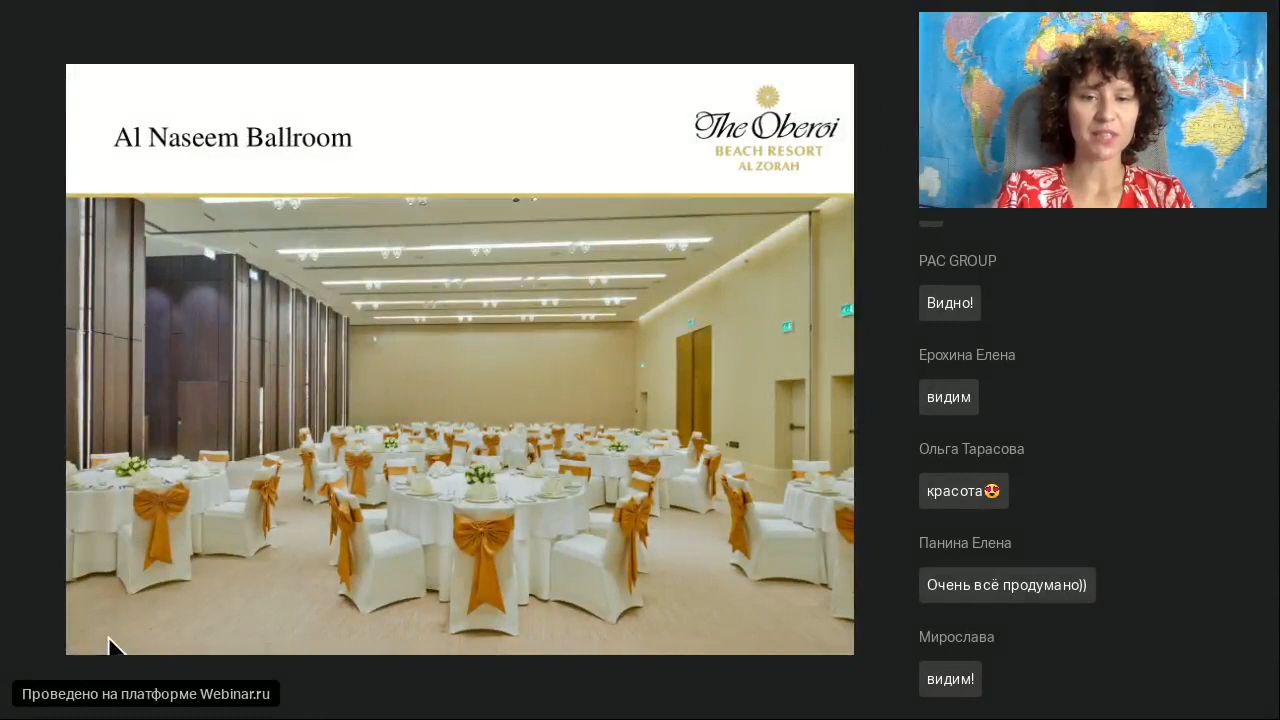 Al Naseem Ballroom
The Oberoi
BEACH RESORT
AL ZORAH
PAC GROUP
Видно!
Ерохина Елена
видим
Ольга Тарасова
красота😍
Панина Елена
Очень всё продумано))
Мирослава
видим!
Проведено на платформе Webinar.ru